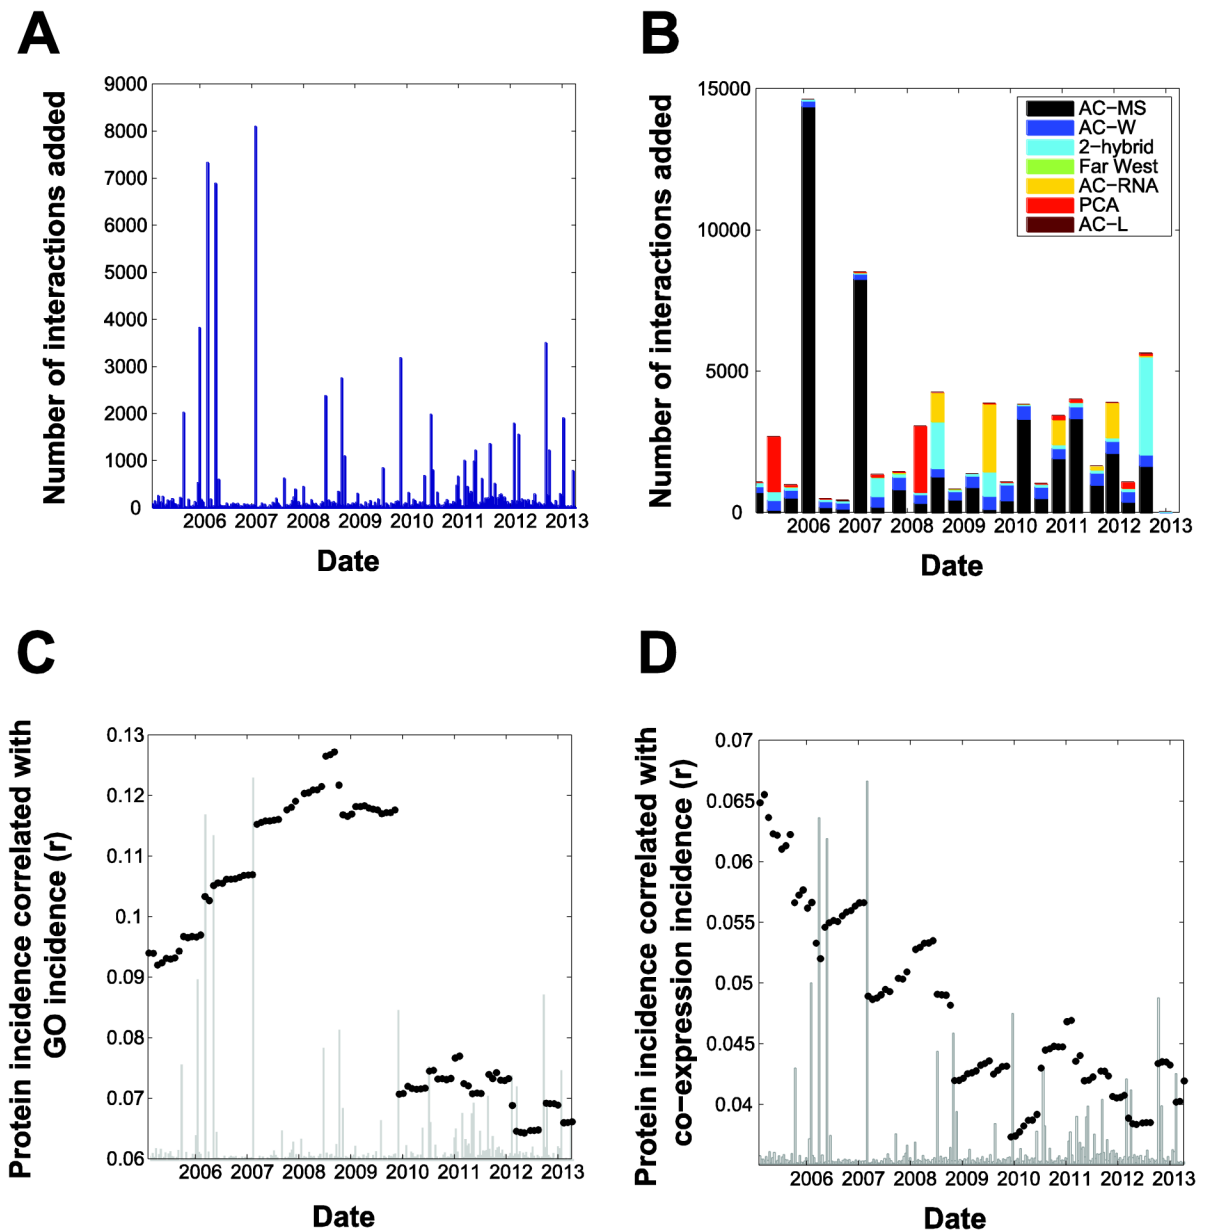 A
Number of interactions added
9000
8000
7000
6000
5000
4000
3000
2000
1000
0
2006 2007 2008 2009 2010 2011 2012 2013
Date
B
Number of interactions added
15000
10000
5000
0
AC-MS
AC-W
2-hybrid
Far West
AC-RNA
PCA
AC-L
2006 2007 2008 2009 2010 2011 2012 2013
Date
C
Protein incidence correlated with
GO incidence (r)
0.13
0.12
0.11
0.1
0.09
0.08
0.07
0.06
2006 2007 2008 2009 2010 2011 2012 2013
Date
D
Protein incidence correlated with
co-expression incidence (r)
0.07
0.065
0.06
0.055
0.05
0.045
0.04
2006 2007 2008 2009 2010 2011 2012 2013
Date